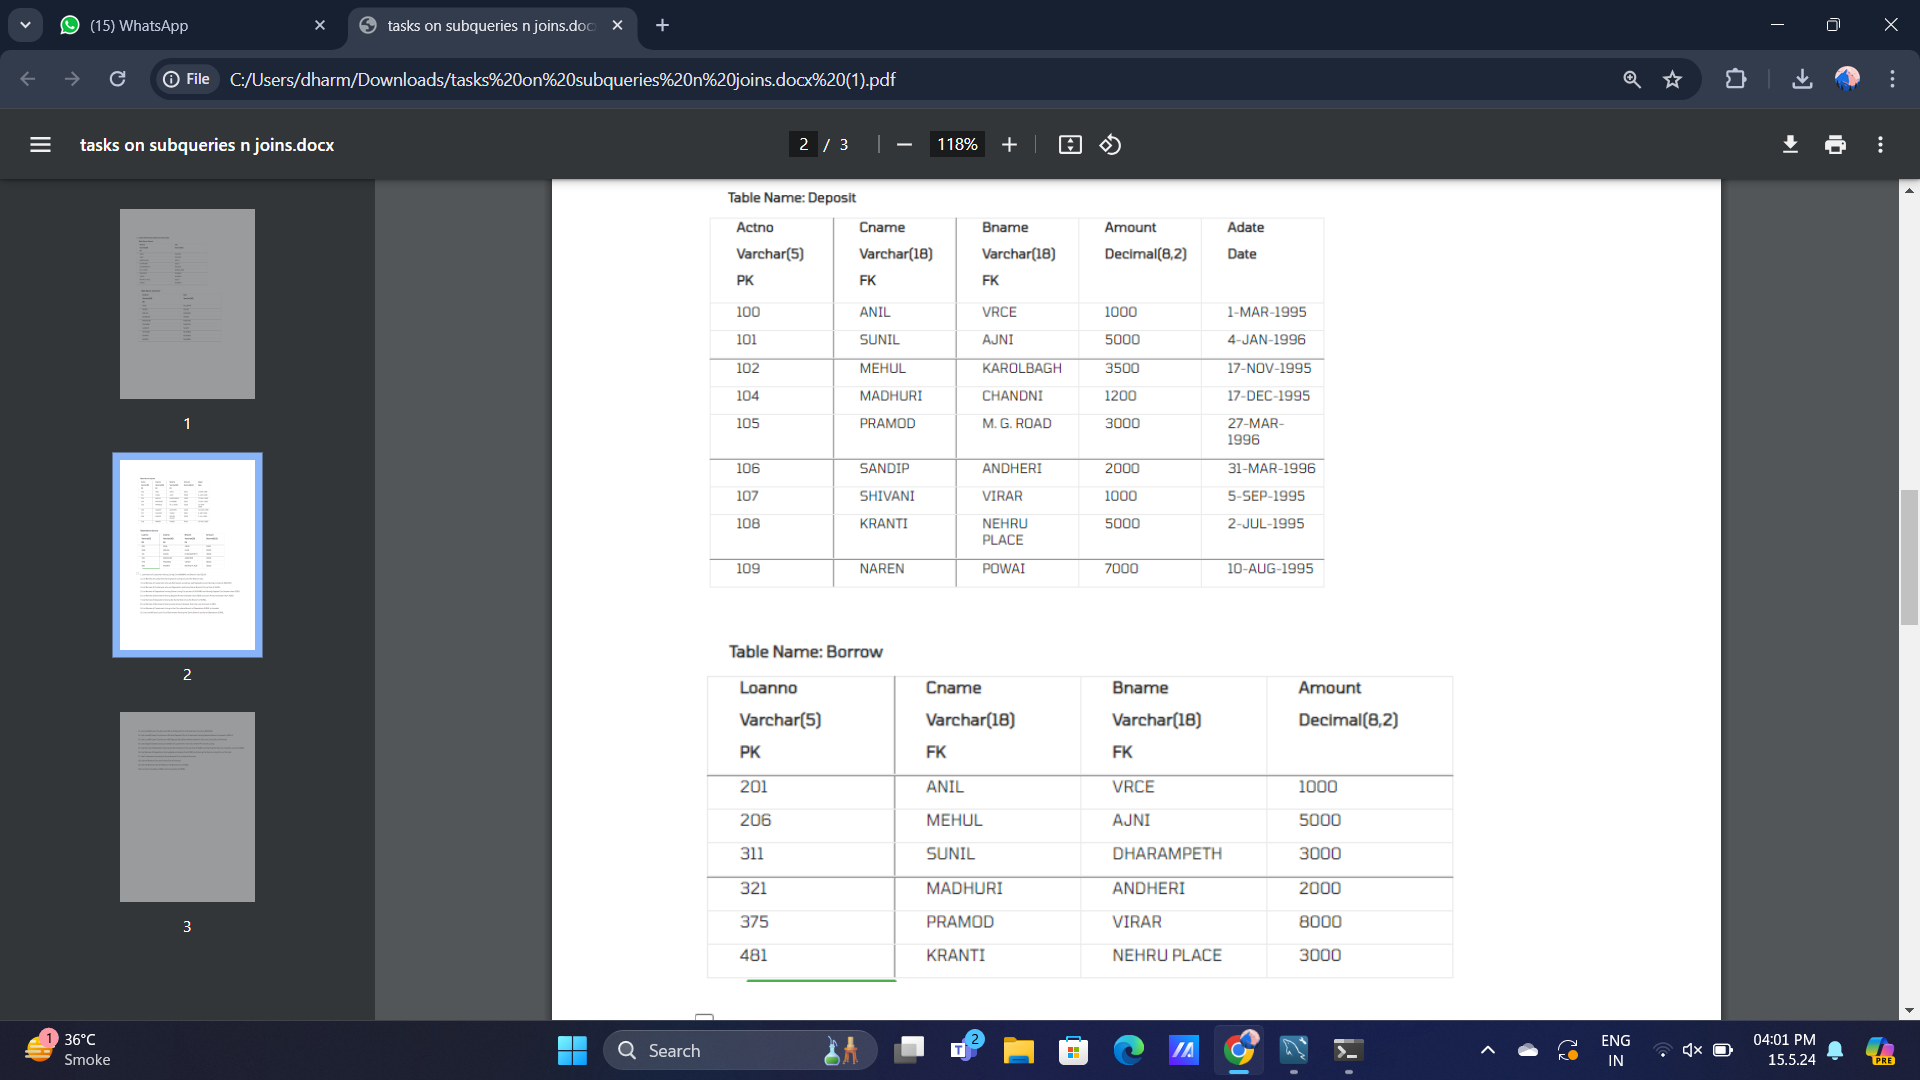 (15) WhatsApp
tasks on subqueries n joins.doc
File
C:/Users/dharm/Downloads/tasks%20on%20subqueries%20n%20joins.docx%20(1).pdf
tasks on subqueries n joins.docx
2 / 3
118%
1
2
3
Table Name: Deposit
Actno Cname Bname Amount Adate
Varchar(5) Varchar(18) Varchar(18) Decimal(8,2) Date
PK FK FK
100 ANIL VRCE 1000 1-MAR-1995
101 SUNIL AJNI 5000 4-JAN-1996
102 MEHUL KAROLBAGH 3500 17-NOV-1995
104 MADHURI CHANDNI 1200 17-DEC-1995
105 PRAMOD M. G. ROAD 3000 27-MAR-
1996
106 SANDIP ANDHERI 2000 31-MAR-1996
107 SHIVANI VIRAR 1000 5-SEP-1995
108 KRANTI NEHRU 5000 2-JUL-1995
PLACE
109 NAREN POWAI 7000 10-AUG-1995
Table Name: Borrow
Loanno Cname Bname Amount
Varchar(5) Varchar(18) Varchar(18) Decimal(8,2)
PK FK FK
201 ANIL VRCE 1000
206 MEHUL AJNI 5000
311 SUNIL DHARAMPETH 3000
321 MADHURI ANDHERI 2000
375 PRAMOD VIRAR 8000
481 KRANTI NEHRU PLACE 3000
1
36°C
Smoke
Search
2
PRE
ENG
IN
04:01 PM
15.5.24